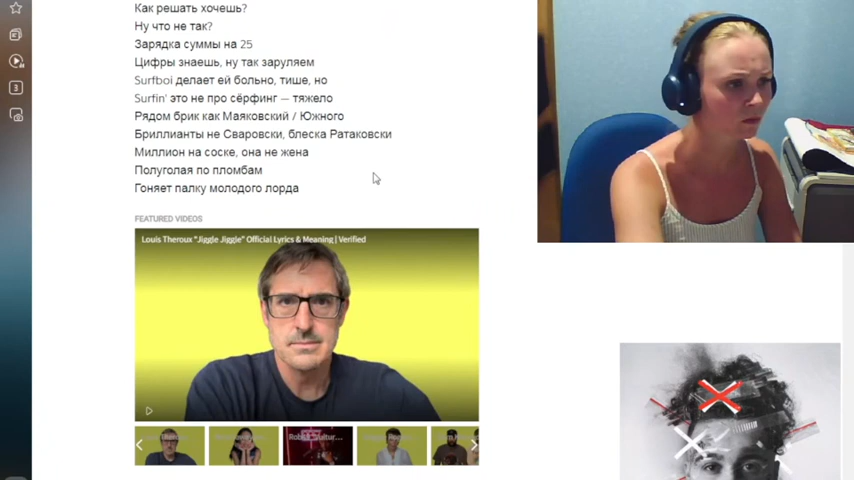 Как решать хочешь?
Ну что не так?
Зарядка суммы на 25
Цифры знаешь, ну так заруляем
Surfboi делает ей больно, тише, но
Surfin' это не про сёрфинг — тяжело
Рядом брик как Маяковский / Южного
Бриллианты не Сваровски, блеска Ратаковски
Миллион на соске, она не жена
Полуголая по пломбам
Гоняет палку молодого лорда
FEATURED VIDEOS
Louis Theroux "Jiggle Jiggle" Official Lyrics & Meaning | Verified
3